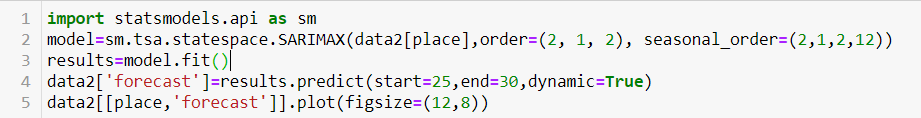 1 import statsmodels.api as sm
2 model=sm.tsa.statespace.SARIMAX(data2[place],order=(2, 1, 2), seasonal_order=(2,1,2,12))
3 results=model.fit()
4 data2['forecast']=results.predict(start=25,end=30,dynamic=True)
5 data2[[place,'forecast']].plot(figsize=(12,8))